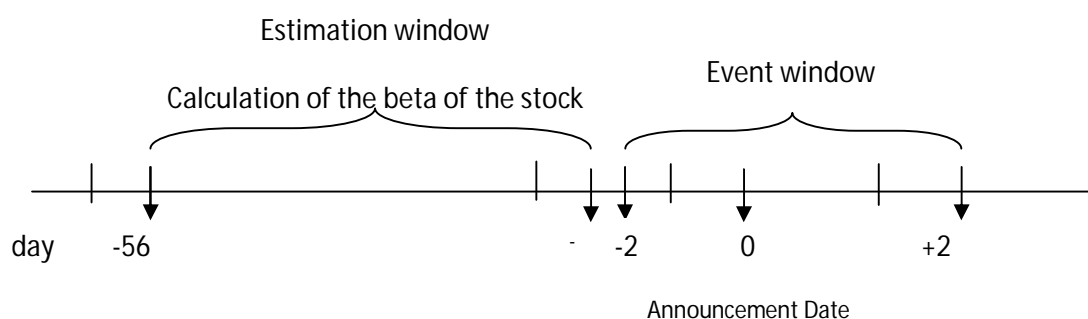 Estimation window
Event window
Calculation of the beta of the stock
day -56 - -2 0 +2
Announcement Date